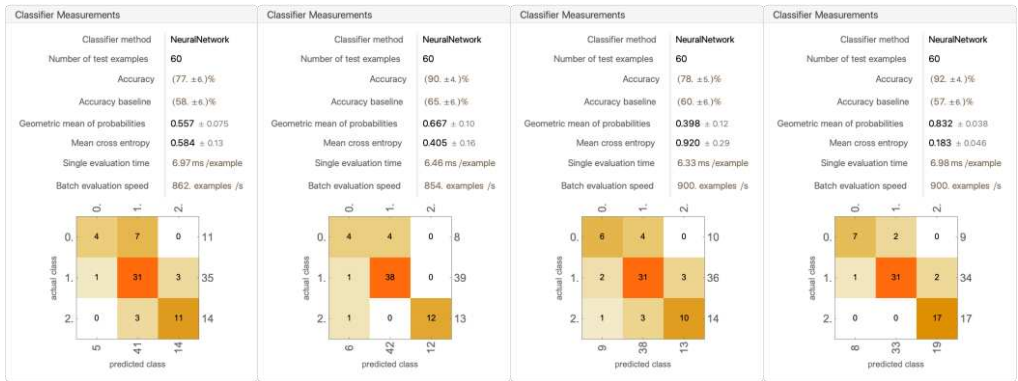 Classifier Measurements
Classifier method NeuralNetwork
Number of test examples 60
Accuracy (77. ±6.)%
Accuracy baseline (58. ±6.)%
Geometric mean of probabilities 0.557 ± 0.075
Mean cross entropy 0.584 ± 0.13
Single evaluation time 6.97 ms /example
Batch evaluation speed 862. examples /s
0. 1. 2.
0. 4 7 0 11
1. 1 31 3 35
2. 0 3 11 14
5 41 14
actual class
predicted class
Classifier Measurements
Classifier method NeuralNetwork
Number of test examples 60
Accuracy (90. ±4.)%
Accuracy baseline (65. ±6.)%
Geometric mean of probabilities 0.667 ± 0.10
Mean cross entropy 0.405 ± 0.16
Single evaluation time 6.46 ms /example
Batch evaluation speed 854. examples /s
0. 1. 2.
0. 4 4 0 8
1. 1 38 0 39
2. 1 0 12 13
6 42 12
actual class
predicted class
Classifier Measurements
Classifier method NeuralNetwork
Number of test examples 60
Accuracy (78. ±5.)%
Accuracy baseline (60. ±6.)%
Geometric mean of probabilities 0.398 ± 0.12
Mean cross entropy 0.920 ± 0.29
Single evaluation time 6.33 ms /example
Batch evaluation speed 900. examples /s
0. 1. 2.
0. 6 4 0 10
1. 2 31 3 36
2. 1 3 10 14
9 38 13
actual class
predicted class
Classifier Measurements
Classifier method NeuralNetwork
Number of test examples 60
Accuracy (92. ±4.)%
Accuracy baseline (57. ±6.)%
Geometric mean of probabilities 0.832 ± 0.038
Mean cross entropy 0.183 ± 0.046
Single evaluation time 6.98 ms /example
Batch evaluation speed 900. examples /s
0. 1. 2.
0. 7 2 0 9
1. 1 31 2 34
2. 0 0 17 17
8 33 19
actual class
predicted class